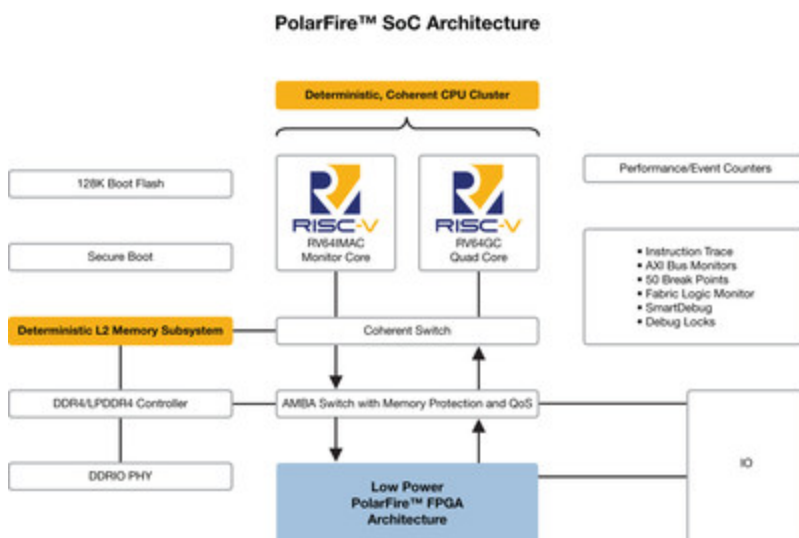 PolarFire™ SoC Architecture
Deterministic, Coherent CPU Cluster
128K Boot Flash
Secure Boot
RISC-V
RV64IMAC
Monitor Core
RISC-V
RV64GC
Quad Core
Performance/Event Counters
▪ Instruction Trace
▪ AXI Bus Monitors
▪ 50 Break Points
▪ Fabric Logic Monitor
▪ SmartDebug
▪ Debug Locks
Deterministic L2 Memory Subsystem
Coherent Switch
DDR4/LPDDR4 Controller
AMBA Switch with Memory Protection and QoS
DDRIO PHY
Low Power
PolarFire™ FPGA
Architecture
IO